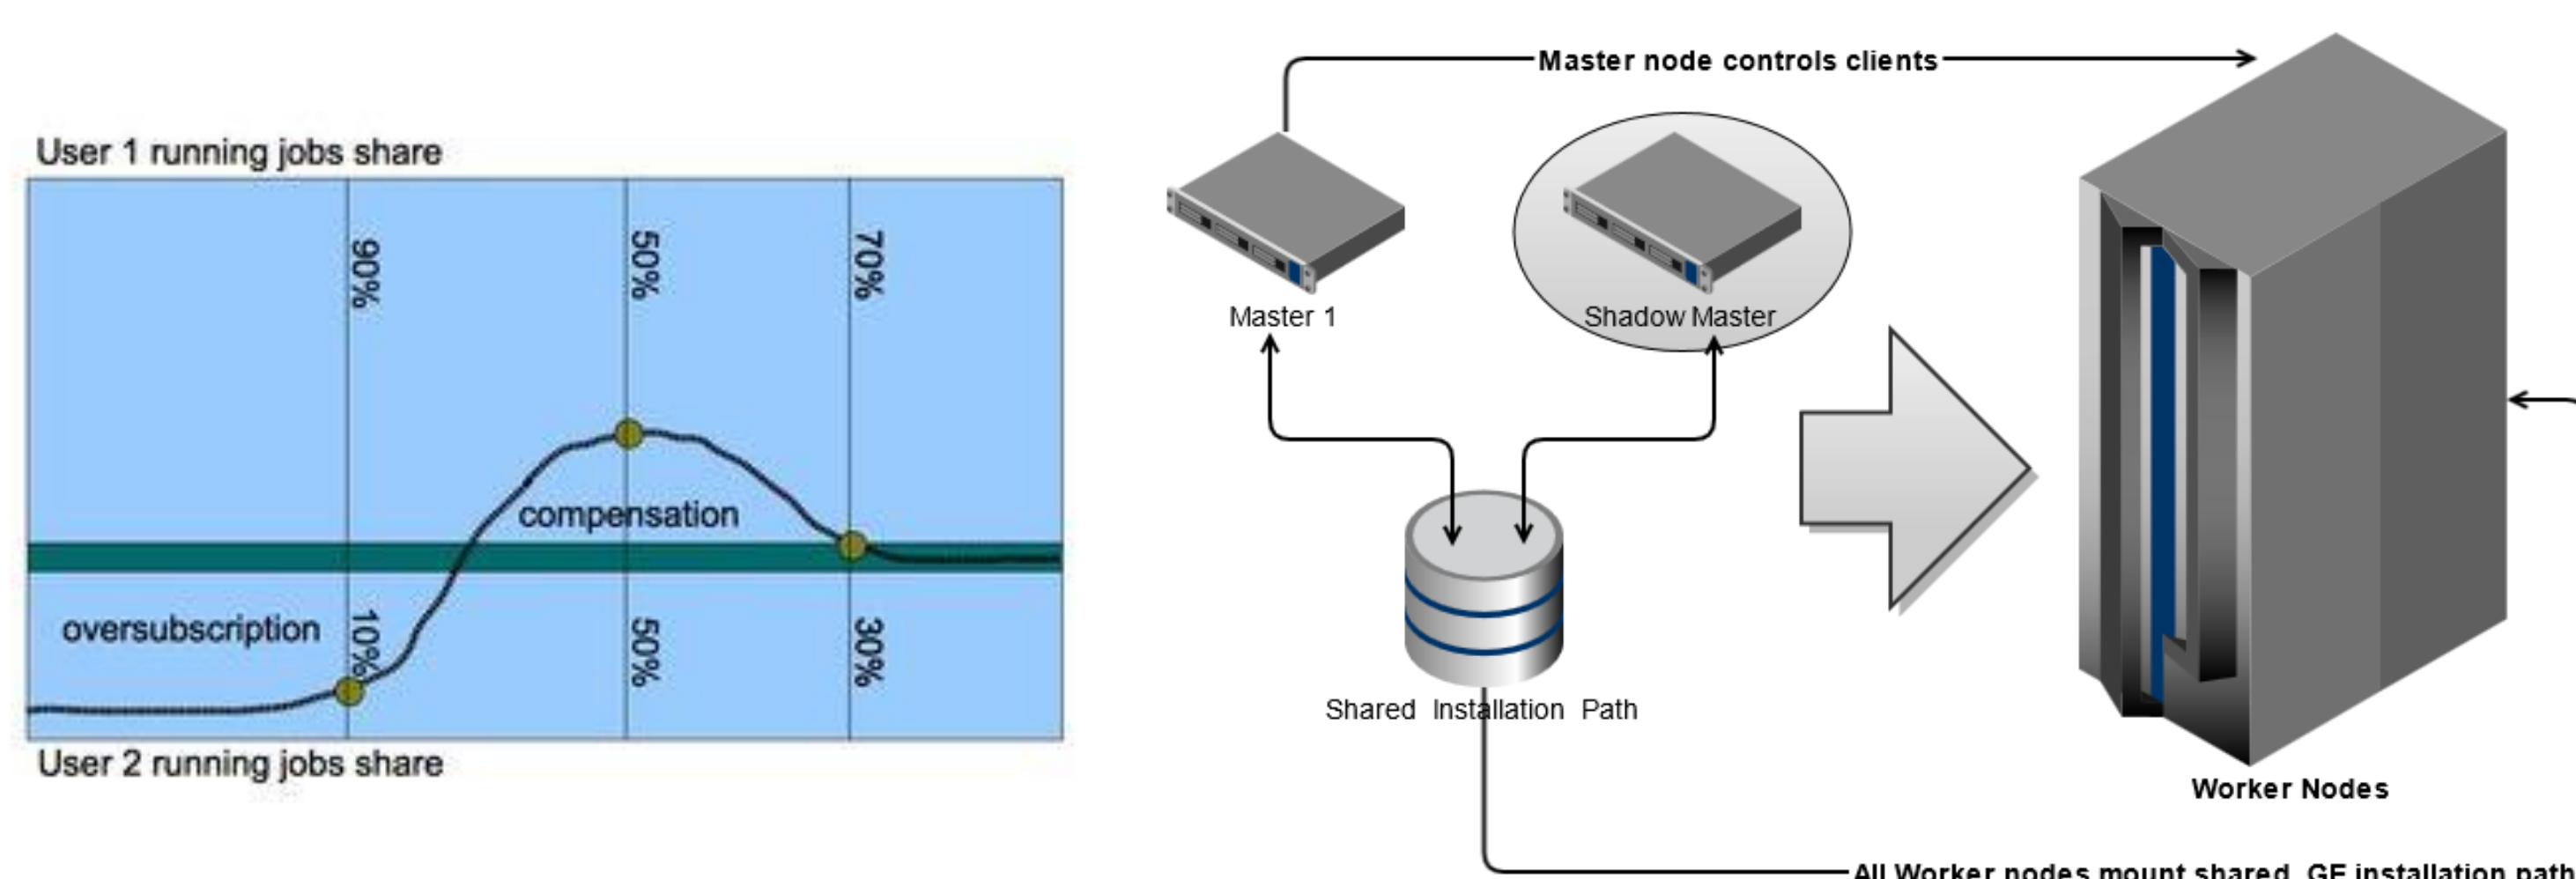 User 1 running jobs share
90%
50%
70%
compensation
oversubscription
10%
50%
30%
User 2 running jobs share
Master node controls clients
Master 1
Shadow Master
Shared Installation Path
Worker Nodes
All Worker nodes mount shared GE installation path